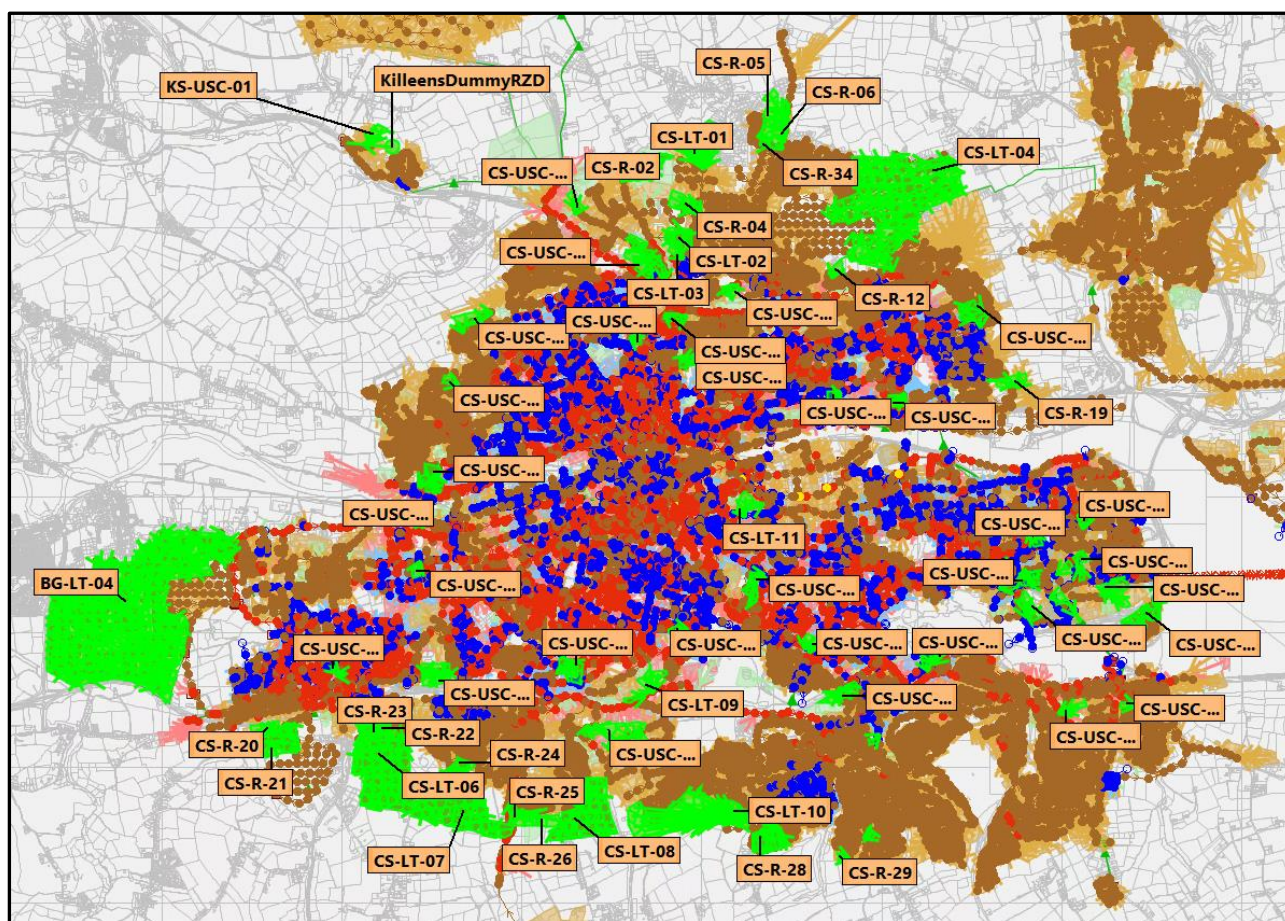 CS-R-05
KS-USC-01
KilleensDummyRZD
CS-R-06
CS-LT-01
CS-LT-04
CS-USC-...
CS-R-02
CS-R-34
CS-R-04
CS-USC-...
CS-LT-02
CS-LT-03
CS-R-12
CS-USC-...
CS-USC-...
CS-USC-...
CS-USC-...
CS-USC-...
CS-USC-...
CS-USC-...
CS-USC-...
CS-USC-...
CS-R-19
CS-USC-...
CS-USC-...
CS-USC-...
CS-USC-...
CS-LT-11
CS-USC-...
BG-LT-04
CS-USC-...
CS-USC-...
CS-USC-...
CS-USC-...
CS-USC-...
CS-USC-...
CS-USC-...
CS-USC-...
CS-USC-...
CS-USC-...
CS-USC-...
CS-USC-...
CS-LT-09
CS-USC-...
CS-R-23
CS-R-22
CS-R-20
CS-USC-...
CS-R-24
CS-USC-...
CS-R-21
CS-LT-06
CS-R-25
CS-LT-10
CS-LT-07
CS-R-26
CS-LT-08
CS-R-28
CS-R-29